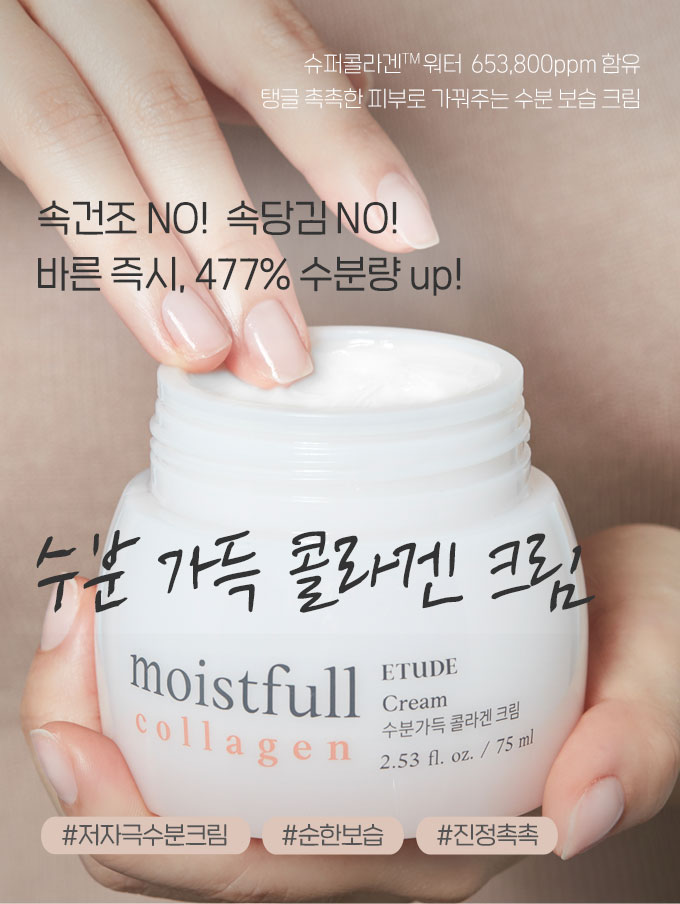 슈퍼콜라겐™ 워터 653,800ppm 함유
탱글 촉촉한 피부로 가꿔주는 수분 보습 크림
속건조 NO! 속당김 NO!
바른 즉시, 477% 수분량 up!
수분 가득 콜라겐 크림
moistfull
collagen
ETUDE
Cream
수분가득 콜라겐 크림
2.53 fl. oz. / 75 ml
#저자극수분크림 #순한보습 #진정촉촉